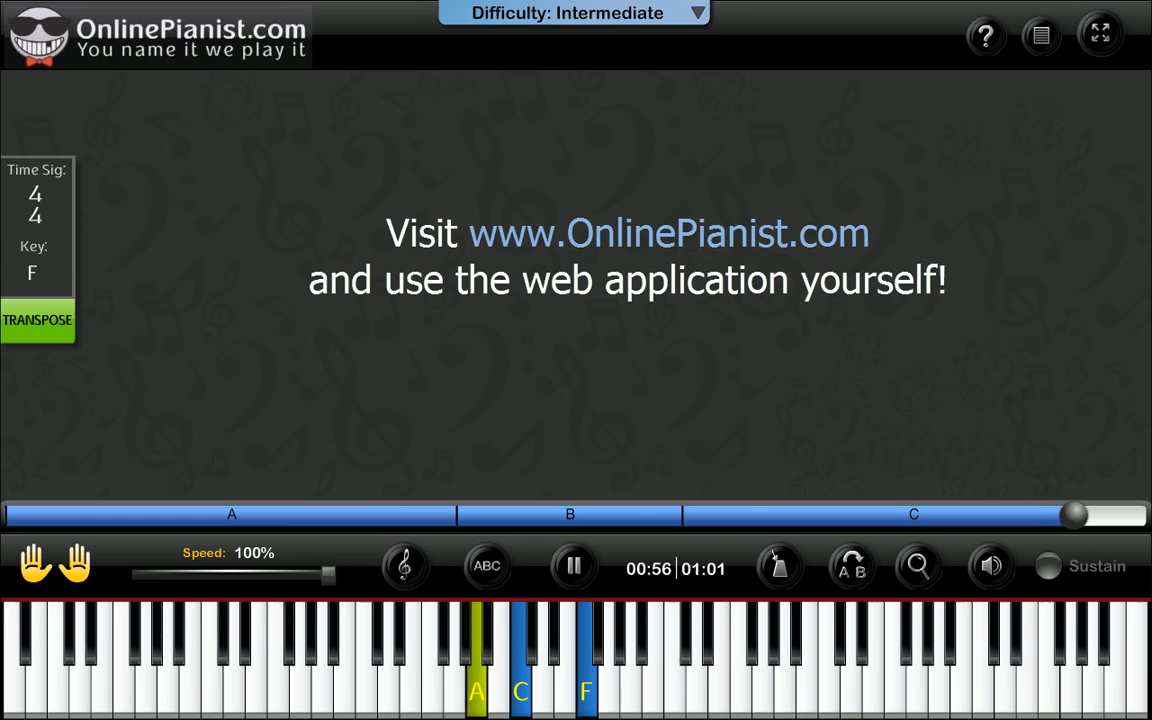 Difficulty: Intermediate
OnlinePianist.com
You name it we play it
?
Time Sig:
4
4
Key:
F
TRANSPOSE
Visit www.OnlinePianist.com
and use the web application yourself!
A
B
C
Speed: 100%
ABC
00:56|01:01
A B
Sustain
A
C
F